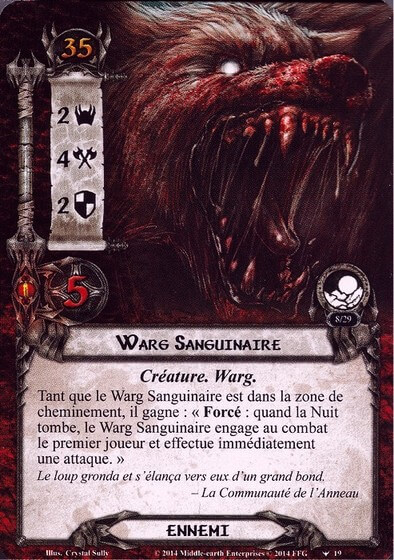 35
2
4
2
5
8/29
Warg Sanguinaire
Créature. Warg.
Tant que le Warg Sanguinaire est dans la zone de
cheminement, il gagne : « Forcé : quand la Nuit
tombe, le Warg Sanguinaire engage au combat
le premier joueur et effectue immédiatement
une attaque. »
Le loup gronda et s'élança vers eux d'un grand bond.
– La Communauté de l'Anneau
ENNEMI
Illus. Crystal Sully © 2014 Middle-earth Enterprises © 2014 FFG 19